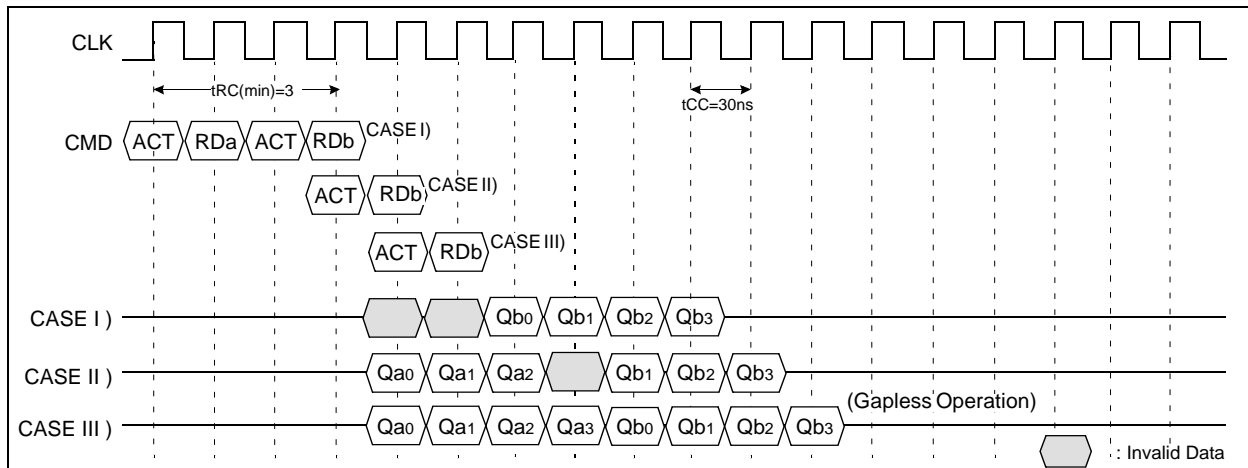 CLK
tRC(min)=3
tCC=30ns
CMD ACT RDa ACT RDb CASE I)
ACT RDb CASE II)
ACT RDb CASE III)
CASE I ) Qb0 Qb1 Qb2 Qb3
CASE II ) Qa0 Qa1 Qa2 Qb1 Qb2 Qb3
CASE III ) Qa0 Qa1 Qa2 Qa3 Qb0 Qb1 Qb2 Qb3 (Gapless Operation)
: Invalid Data